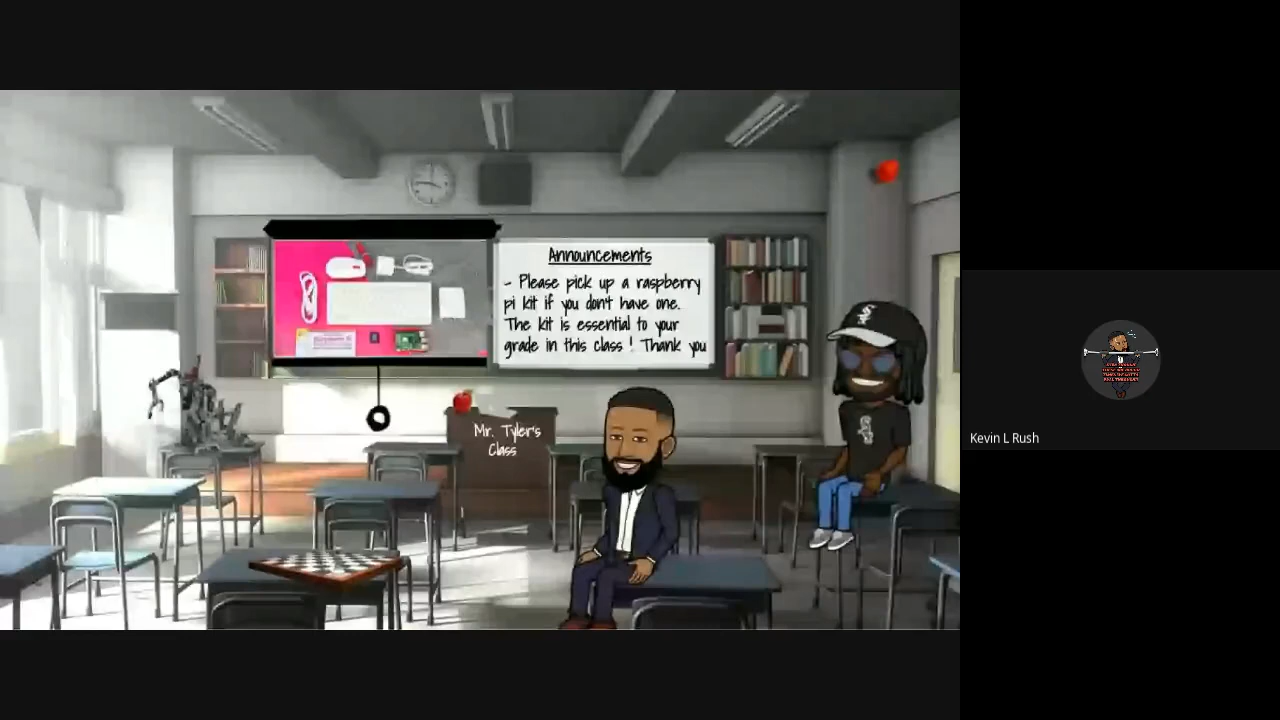 Announcements
- Please pick up a raspberry
pi kit if you don't have one.
The kit is essential to your
grade in this class ! Thank you
Mr. Tyler's
Class
Kevin L Rush